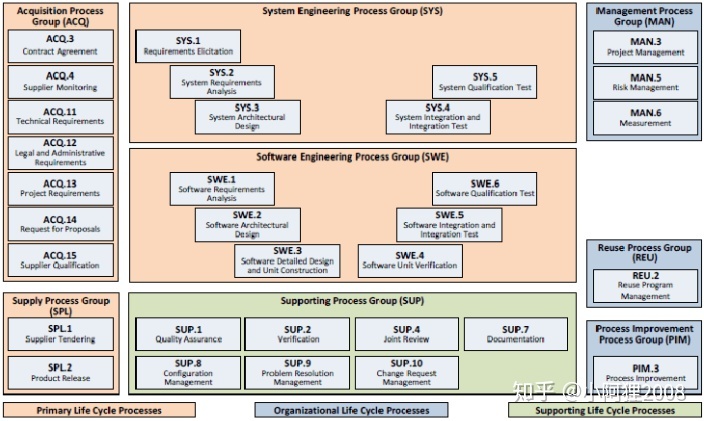 Acquisition Process
Group (ACQ)
ACQ.3
Contract Agreement
ACQ.4
Supplier Monitoring
ACQ.11
Technical Requirements
ACQ.12
Legal and Administrative
Requirements
ACQ.13
Project Requirements
ACQ.14
Request for Proposals
ACQ.15
Supplier Qualification
System Engineering Process Group (SYS)
SYS.1
Requirements Elicitation
SYS.2
System Requirements
Analysis
SYS.3
System Architectural
Design
SYS.5
System Qualification Test
SYS.4
System Integration and
Integration Test
Software Engineering Process Group (SWE)
SWE.1
Software Requirements
Analysis
SWE.2
Software Architectural
Design
SWE.3
Software Detailed Design
and Unit Construction
SWE.6
Software Qualification Test
SWE.5
Software Integration and
Integration Test
SWE.4
Software Unit Verification
Management Process
Group (MAN)
MAN.3
Project Management
MAN.5
Risk Management
MAN.6
Measurement
Reuse Process Group
(REU)
REU.2
Reuse Program
Management
Supply Process Group
(SPL)
SPL.1
Supplier Tendering
SPL.2
Product Release
Supporting Process Group (SUP)
SUP.1
Quality Assurance
SUP.2
Verification
SUP.4
Joint Review
SUP.7
Documentation
SUP.8
Configuration
Management
SUP.9
Problem Resolution
Management
SUP.10
Change Request
Management
Process Improvement
Process Group (PIM)
PIM.3
Process Improvement
知乎 @小阿狸2008
Primary Life Cycle Processes
Organizational Life Cycle Processes
Supporting Life Cycle Processes